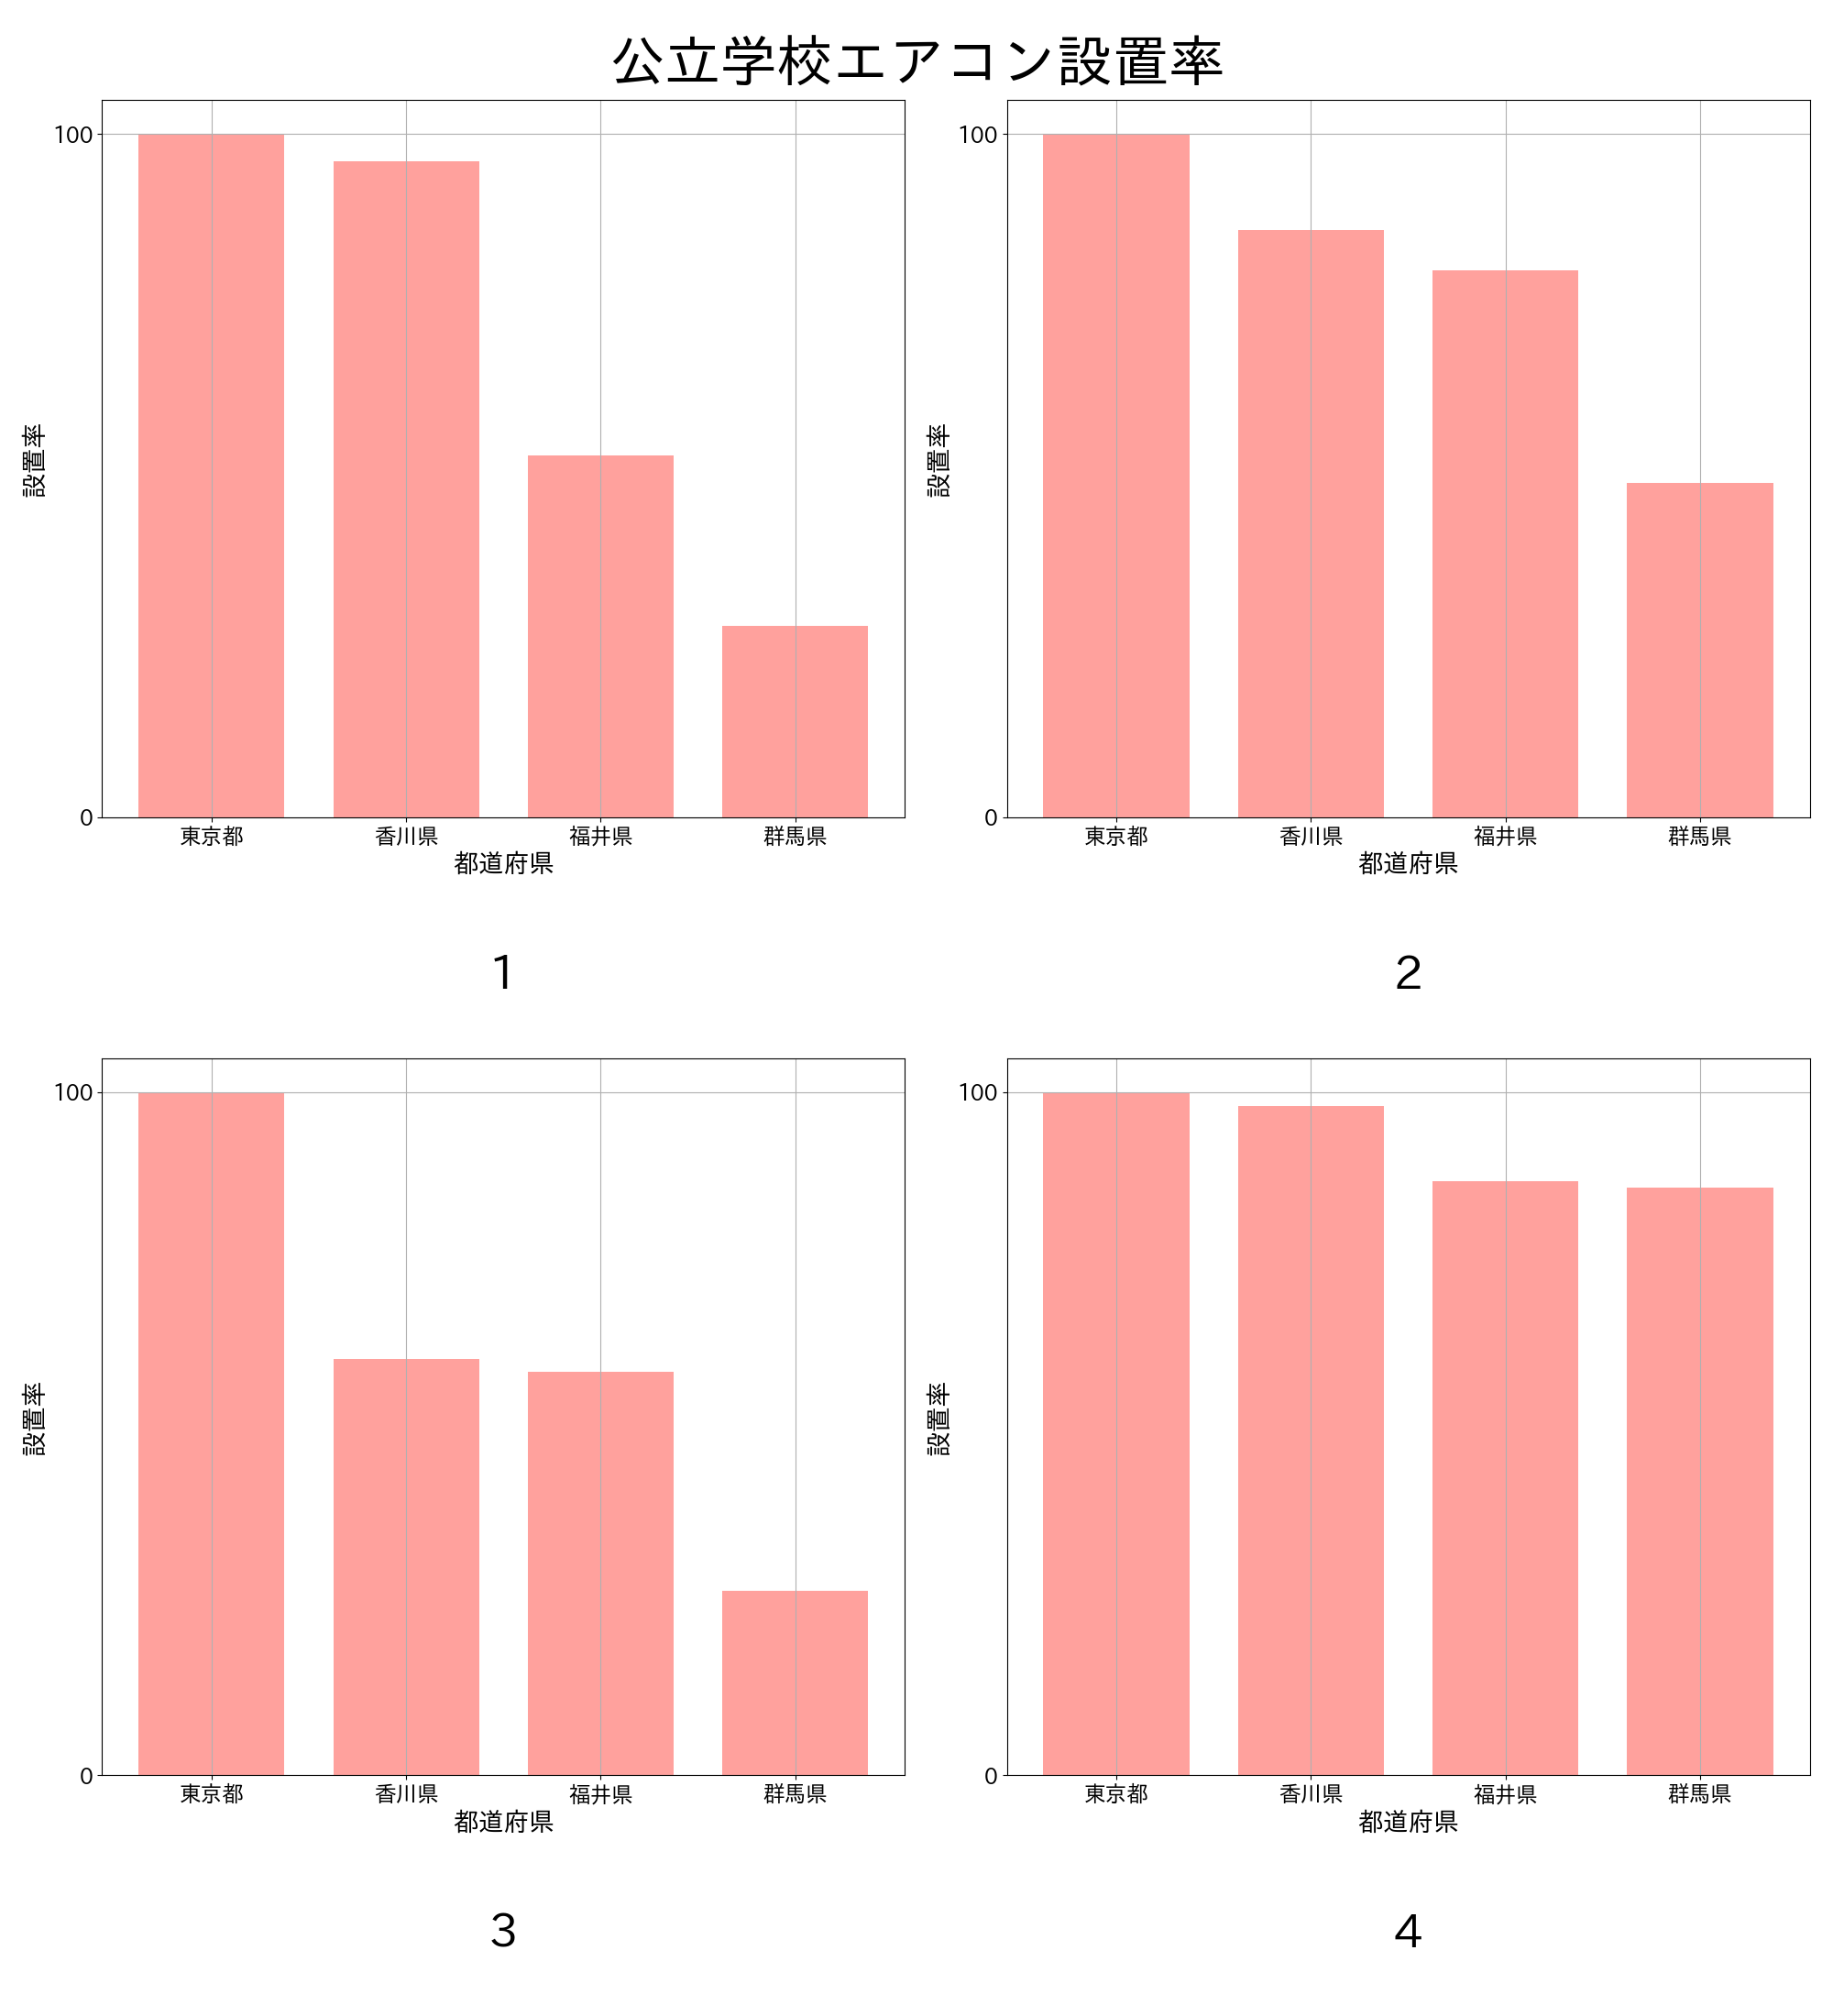 公立学校エアコン設置率
100
0
設置率
東京都 香川県 福井県 群馬県
都道府県
1
100
0
設置率
東京都 香川県 福井県 群馬県
都道府県
2
100
0
設置率
東京都 香川県 福井県 群馬県
都道府県
3
100
0
設置率
東京都 香川県 福井県 群馬県
都道府県
4